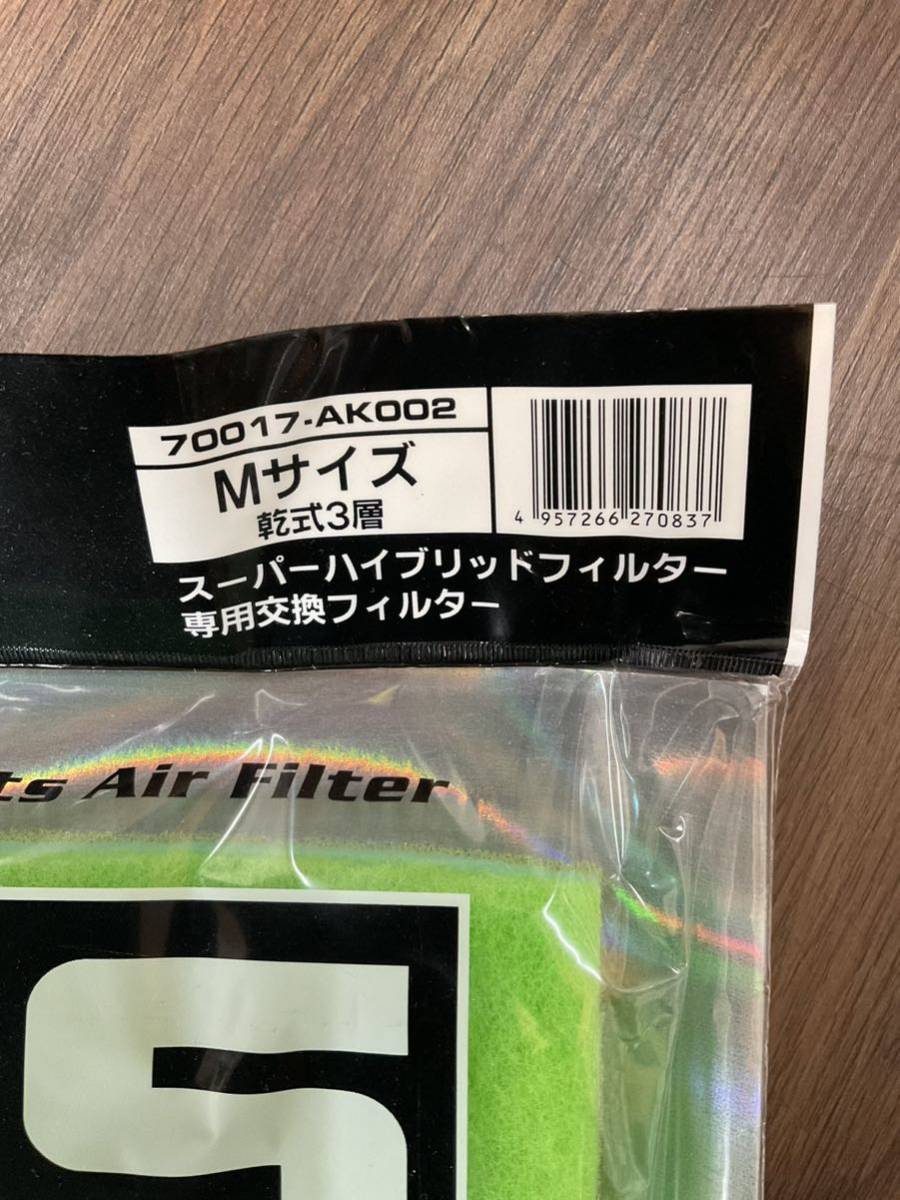 70017-AK002
Mサイズ
乾式3層
4 957266 270837
スーパーハイブリッドフィルター
専用交換フィルター
Air Filter
S